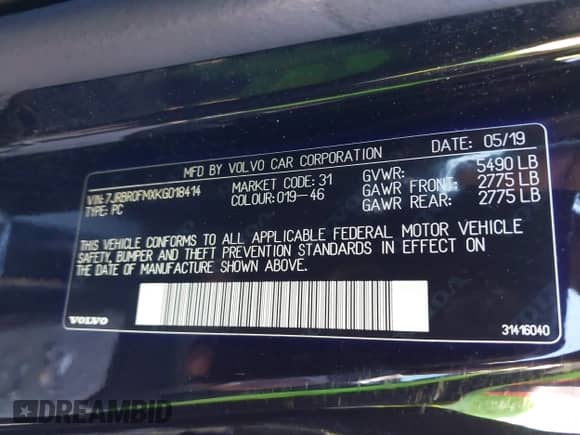 MFD BY VOLVO CAR CORPORATION DATE: 05/19
VIN: 7JRBR0FMXKG018414 MARKET CODE: 31 GVWR: 5490 LB
TYPE: PC COLOUR: 019-46 GAWR FRONT: 2775 LB
GAWR REAR: 2775 LB
THIS VEHICLE CONFORMS TO ALL APPLICABLE FEDERAL MOTOR VEHICLE
SAFETY, BUMPER AND THEFT PREVENTION STANDARDS IN EFFECT ON
THE DATE OF MANUFACTURE SHOWN ABOVE.
VOLVO 31416040
DREAMBID